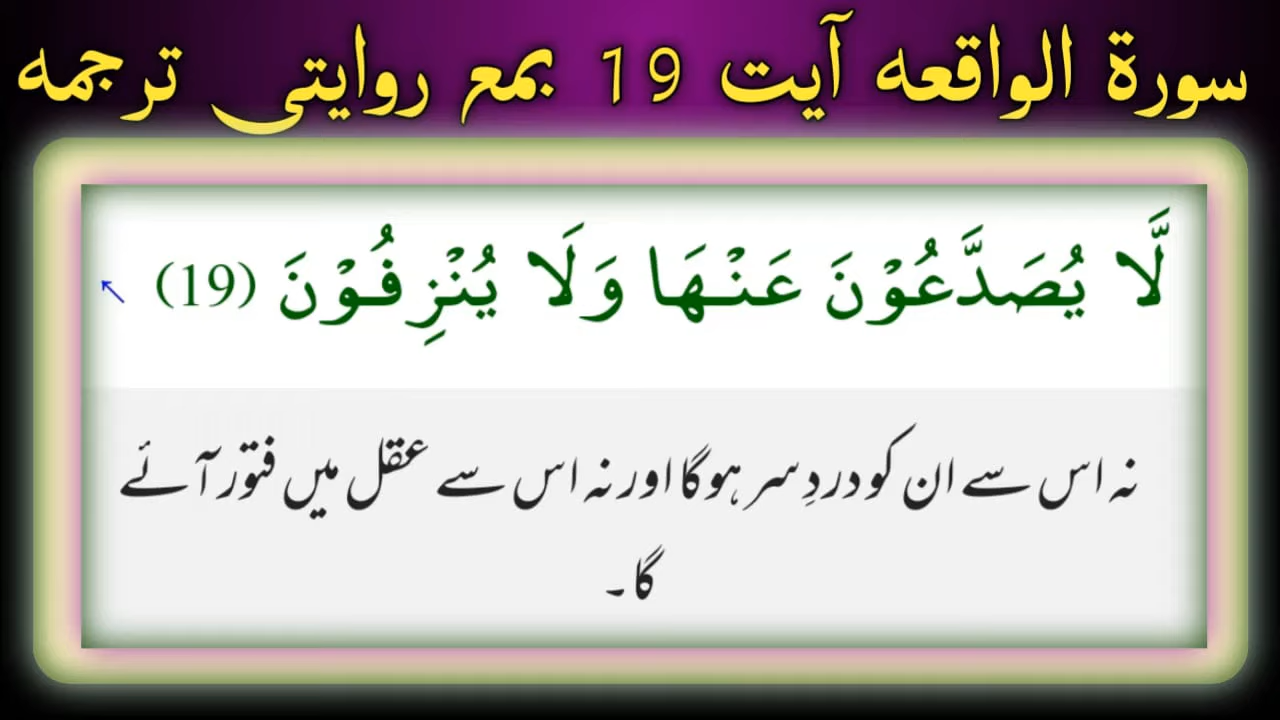 سورة الواقعه آیت 19 بمع روایتی ترجمه
لَّا يُصَدَّعُوْنَ عَنْـهَا وَلَا يُنْزِفُوْنَ (19)
نہ اس سے ان کو دردِ سر ہوگا اور نہ اس سے عقل میں فتور آئے
گا۔